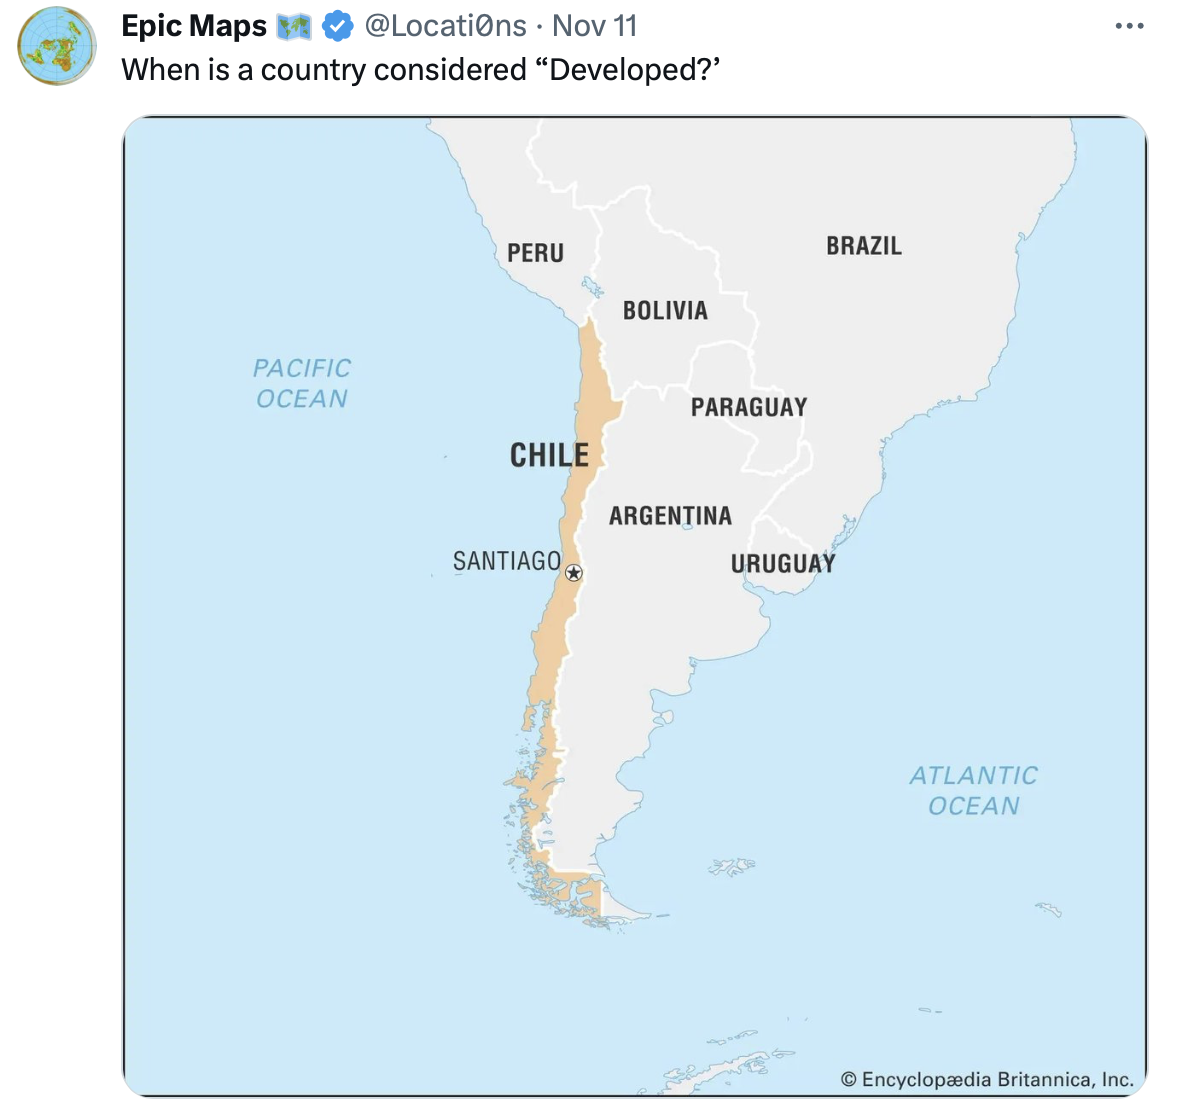 Epic Maps @Locati0ns · Nov 11
When is a country considered “Developed?’
PERU
BRAZIL
BOLIVIA
PACIFIC
OCEAN
PARAGUAY
CHILE
ARGENTINA
SANTIAGO
URUGUAY
ATLANTIC
OCEAN
© Encyclopædia Britannica, Inc.